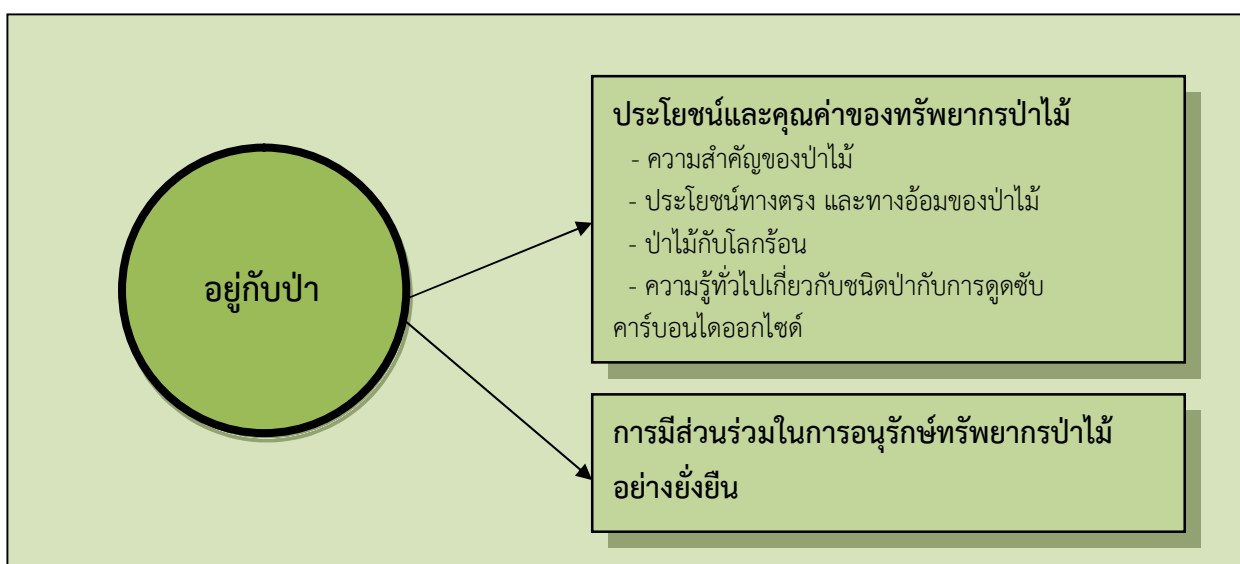 อยู่กับป่า
ประโยชน์และคุณค่าของทรัพยากรป่าไม้
- ความสำคัญของป่าไม้
- ประโยชน์ทางตรง และทางอ้อมของป่าไม้
- ป่าไม้กับโลกร้อน
- ความรู้ทั่วไปเกี่ยวกับชนิดป่ากับการดูดซับ
คาร์บอนไดออกไซด์
การมีส่วนร่วมในการอนุรักษ์ทรัพยากรป่าไม้
อย่างยั่งยืน